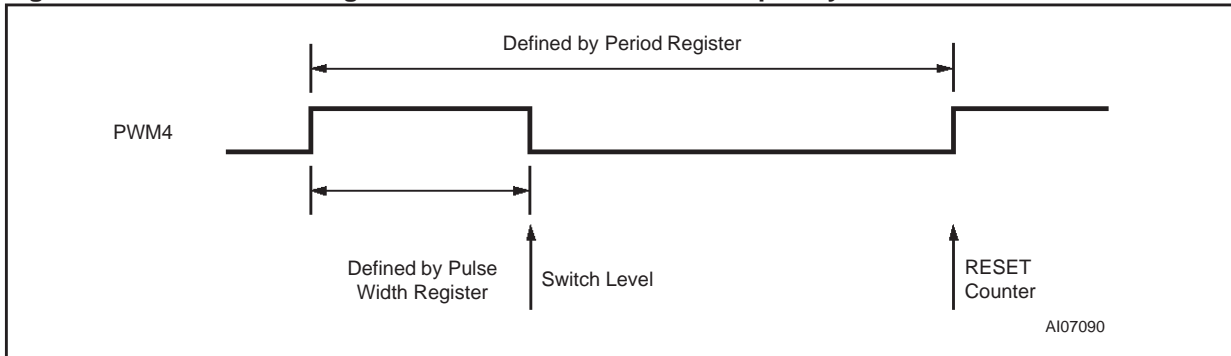 Defined by Period Register
PWM4
Defined by Pulse
Width Register
Switch Level
RESET
Counter
AI07090